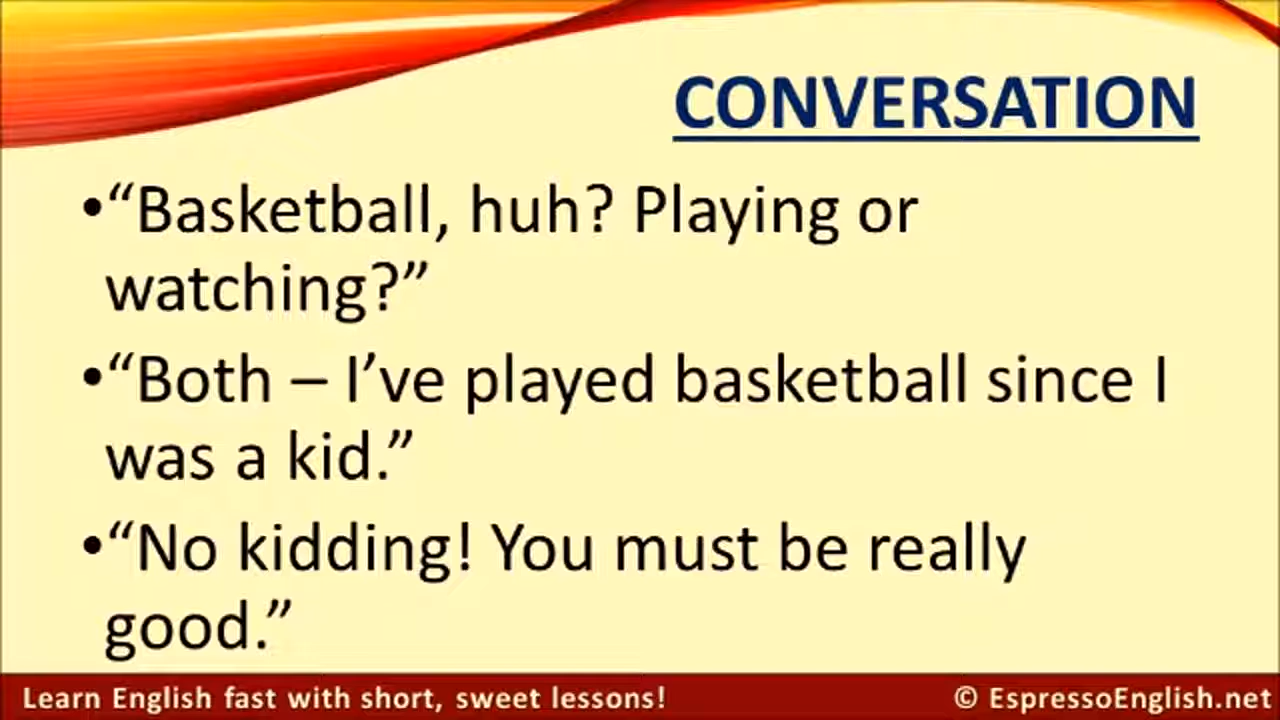 CONVERSATION
•“Basketball, huh? Playing or
watching?”
•“Both – I’ve played basketball since I
was a kid.”
•“No kidding! You must be really
good.”
Learn English fast with short, sweet lessons!
© EspressoEnglish.net